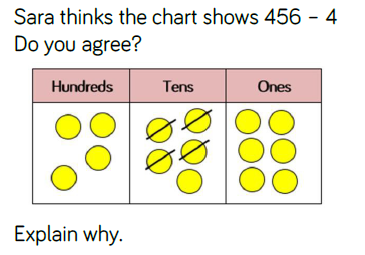 Sara thinks the chart shows 456 – 4
Do you agree?
Hundreds Tens Ones
Explain why.